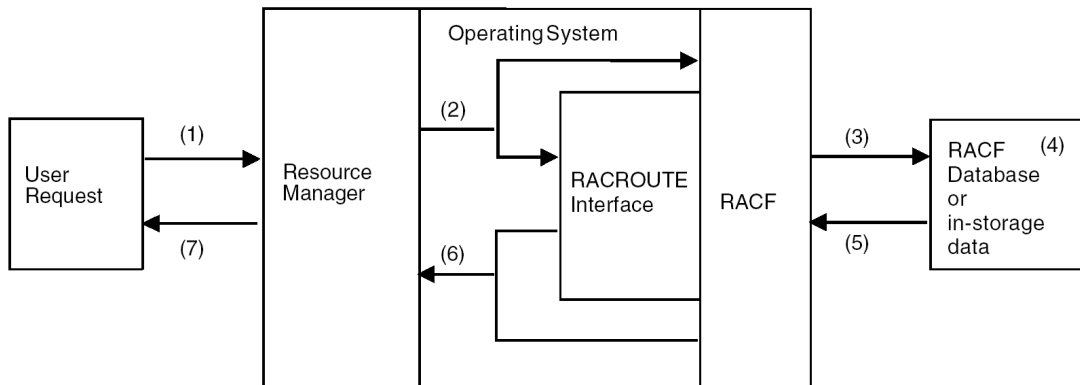 Operating System
(1)
User
Request
(7)
Resource
Manager
(2)
(6)
RACROUTE
Interface
RACF
(3)
(5)
RACF (4)
Database
or
in-storage
data